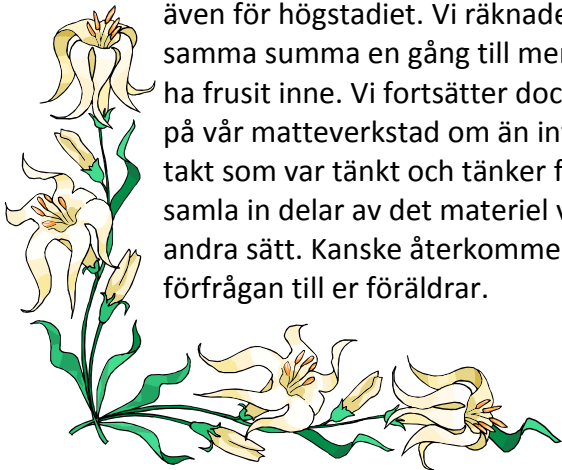 även för högstadiet. Vi räknade
samma summa en gång till men
ha frusit inne. Vi fortsätter doc
på vår matteverkstad om än in
takt som var tänkt och tänker f
samla in delar av det materiel v
andra sätt. Kanske återkomme
förfrågan till er föräldrar.